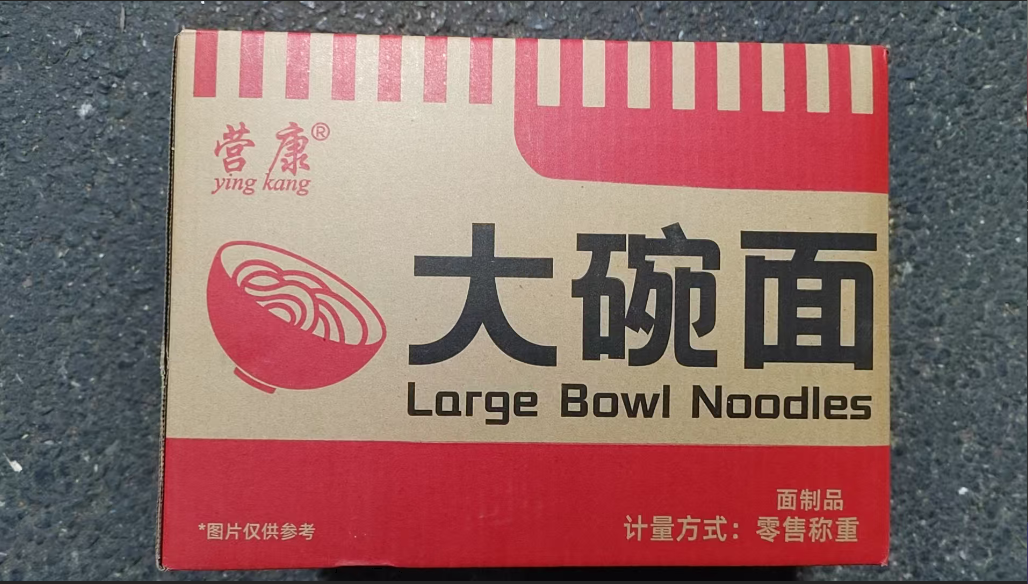 营康®
ying kang
大碗面
Large Bowl Noodles
面制品
*图片仅供参考
计量方式：零售称重